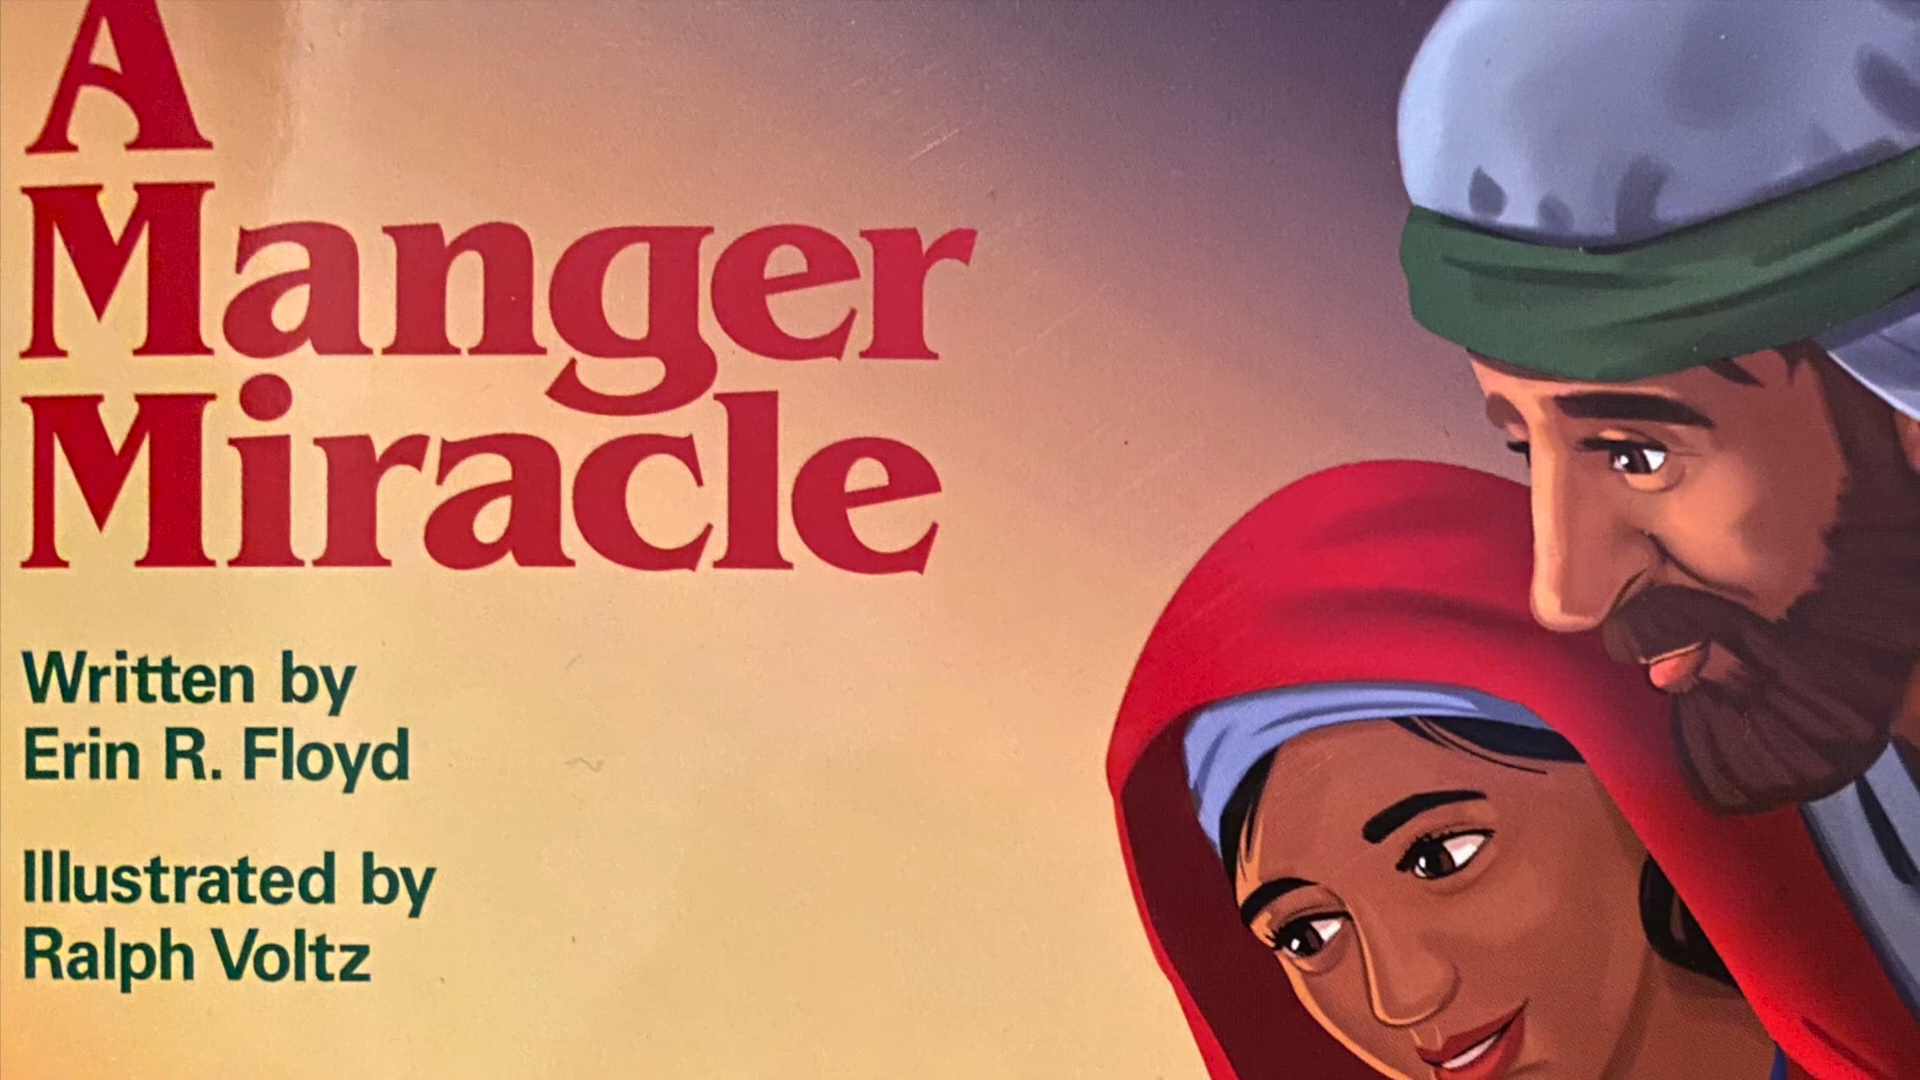 A
Manger
Miracle
Written by
Erin R. Floyd
Illustrated by
Ralph Voltz